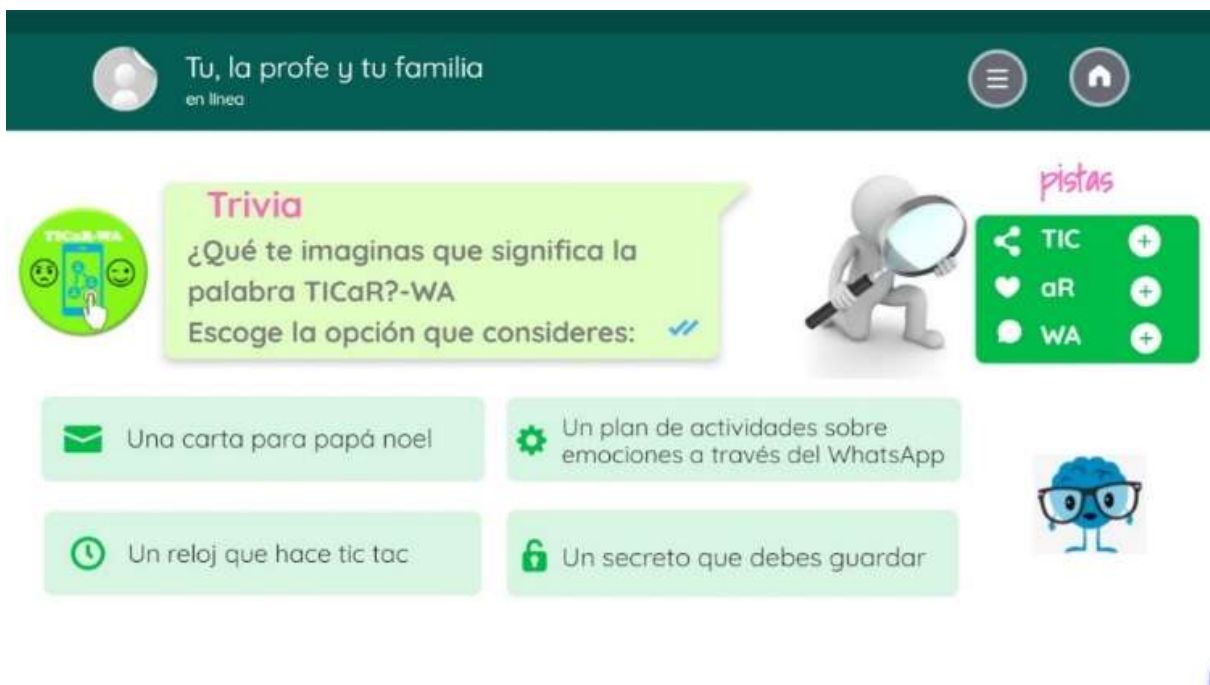 Tu, la profe y tu familia
en línea
pistas
TICaR-WA
Trivia
¿Qué te imaginas que significa la
palabra TICaR?-WA
Escoge la opción que consideres:
TIC
aR
WA
Una carta para papá noel
Un plan de actividades sobre
emociones a través del WhatsApp
Un reloj que hace tic tac
Un secreto que debes guardar